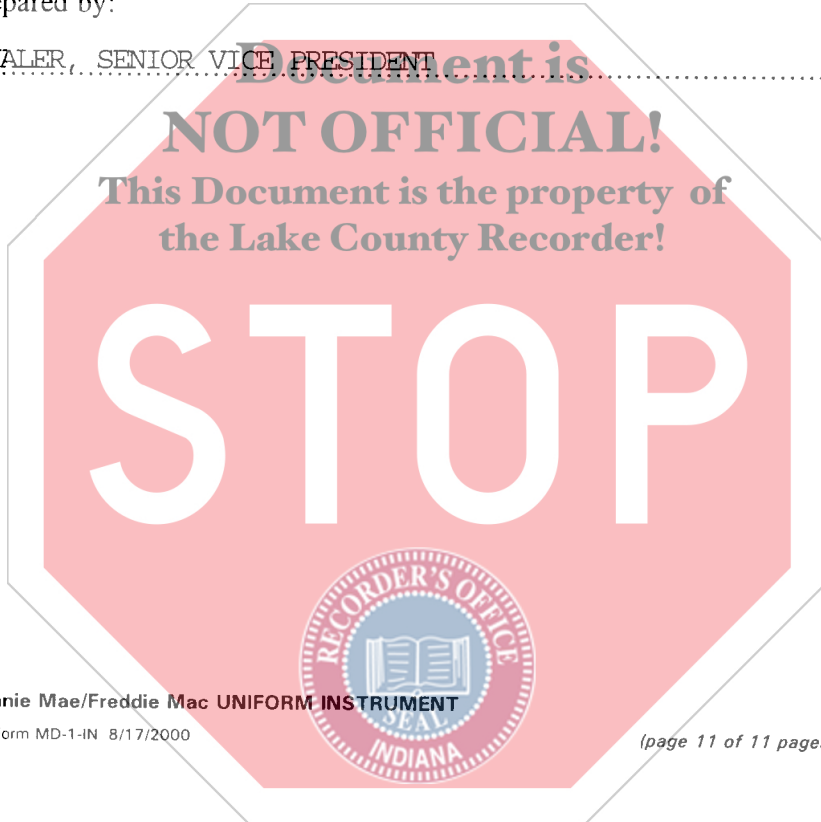 epared by:
ALER, SENIOR VICE PRESIDENT
Document is
NOT OFFICIAL!
This Document is the property of
the Lake County Recorder!
STOP
RECORDER'S OFFICE
SEAL
INDIANA
nie Mae/Freddie Mac UNIFORM INSTRUMENT
orm MD-1-IN 8/17/2000
(page 11 of 11 page